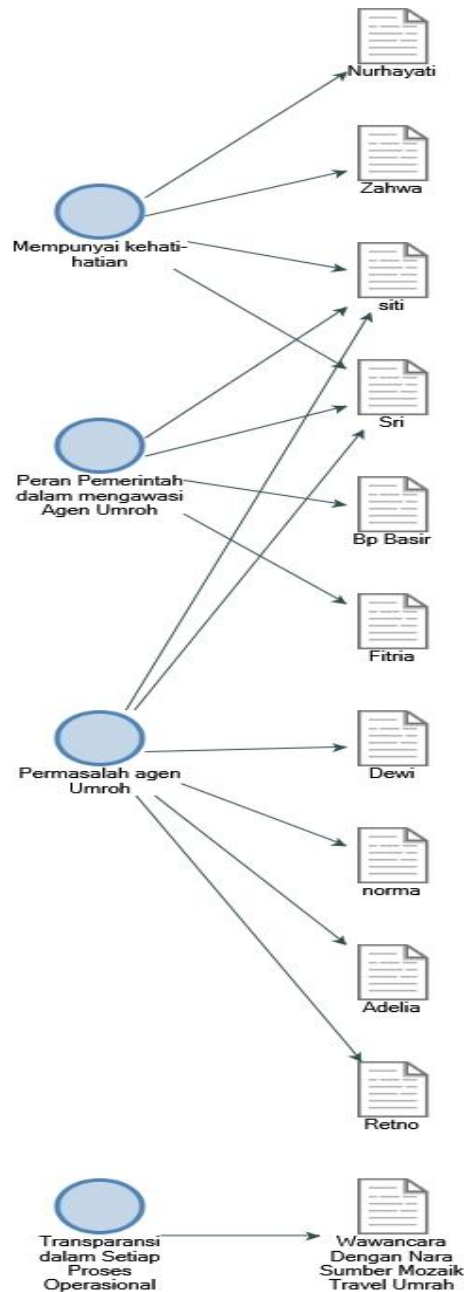 Nurhayati
Zahwa
Mempunyai kehati-
hatian
siti
Sri
Peran Pemerintah
dalam mengawasi
Agen Umroh
Bp Basir
Fitria
Permasalah agen
Umroh
Dewi
norma
Adelia
Retno
Transparansi
dalam Setiap
Proses
Operasional
Wawancara
Dengan Nara
Sumber Mozaik
Travel Umrah